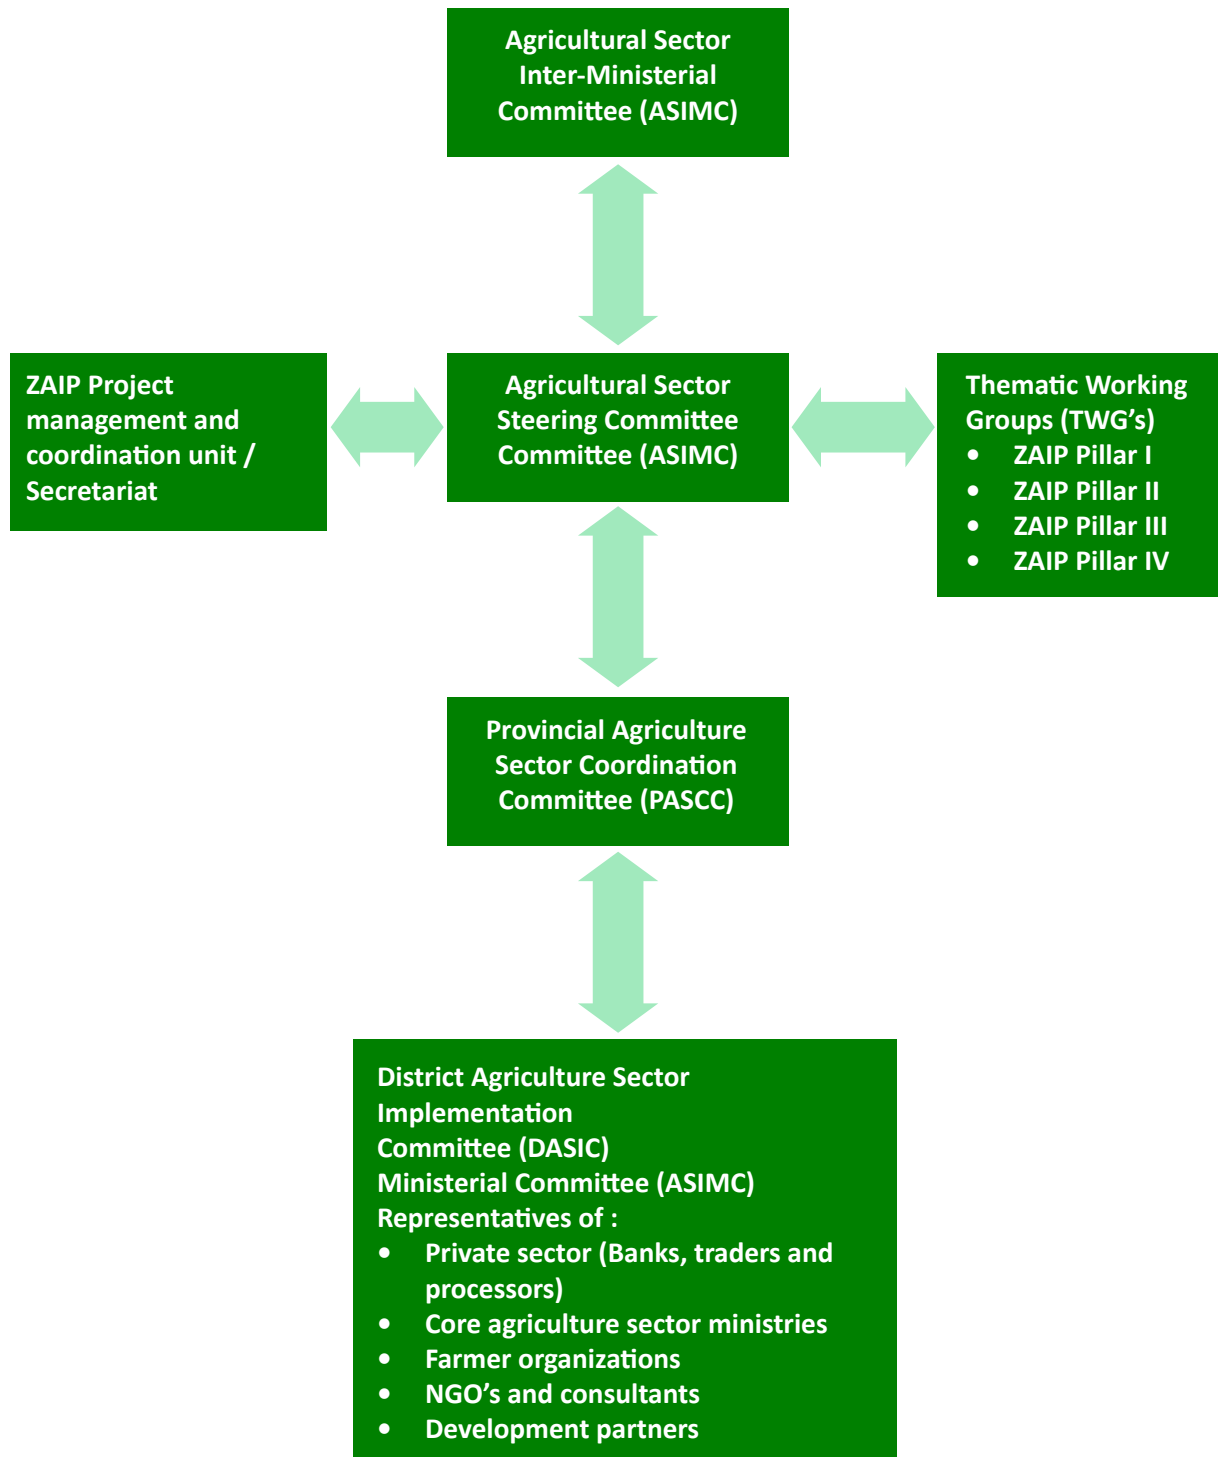 Agricultural Sector
Inter-Ministerial
Committee (ASIMC)
ZAIP Project
management and
coordination unit /
Secretariat
Agricultural Sector
Steering Committee
Committee (ASIMC)
Thematic Working
Groups (TWG's)
• ZAIP Pillar I
• ZAIP Pillar II
• ZAIP Pillar III
• ZAIP Pillar IV
Provincial Agriculture
Sector Coordination
Committee (PASCC)
District Agriculture Sector
Implementation
Committee (DASIC)
Ministerial Committee (ASIMC)
Representatives of :
• Private sector (Banks, traders and
processors)
• Core agriculture sector ministries
• Farmer organizations
• NGO's and consultants
• Development partners